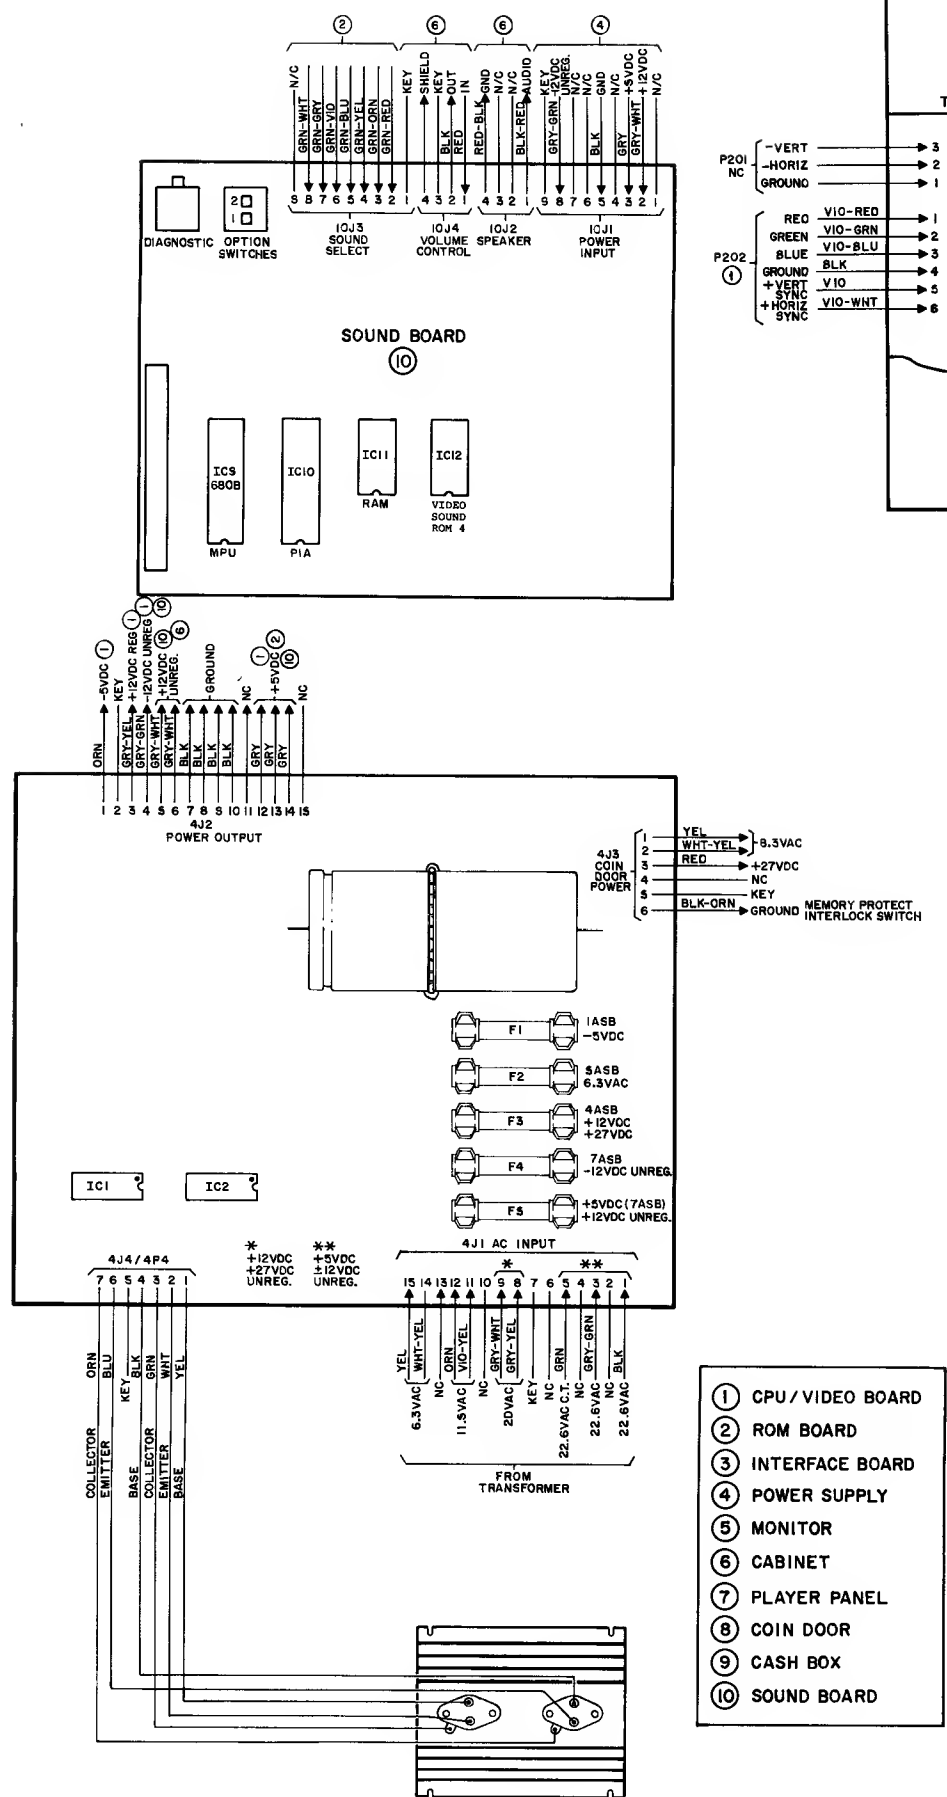 ②
⑥
⑥
④
N/C
GRN-WHT
GRN-GRY
GRN-VIO
GRN-BLU
GRN-YEL
GRN-ORN
GRN-RED
KEY
SHIELD
KEY
BLK OUT
RED IN
RED-BLK GND
N/C
N/C
BLK-RED AUDIO
KEY
GRY-GRN -12VDC UNREG.
N/C
N/C
BLK GND
N/C
GRY +5VDC
GRY-WHT +12VDC
N/C
9 8 7 6 5 4 3 2 1
4 3 2 1
4 3 2 1
9 8 7 6 5 4 3 2 1
10J3
SOUND
SELECT
10J4
VOLUME
CONTROL
10J2
SPEAKER
10J1
POWER
INPUT
2
1
DIAGNOSTIC
OPTION
SWITCHES
SOUND BOARD
⑩
IC9
6808
MPU
IC10
PIA
IC11
RAM
IC12
VIDEO
SOUND
ROM 4
T
P201
NC
-VERT 3
-HORIZ 2
GROUND 1
P202
①
RED VIO-RED 1
GREEN VIO-GRN 2
BLUE VIO-BLU 3
GROUND BLK 4
+VERT SYNC VIO 5
+HORIZ SYNC VIO-WHT 6
ORN -5VDC ①
KEY
GRY-YEL +12VDC REG ①
GRY-GRN -12VDC UNREG ① ⑩
GRY-WHT
GRY-WHT
+12VDC ⑩
UNREG. ⑥
BLK
BLK
BLK
BLK
GROUND
NC
GRY
GRY
GRY
① +5VDC ② ⑩
NC
1 2 3 4 5 6 7 8 9 10 11 12 13 14 15
4J2
POWER OUTPUT
4J3
COIN
DOOR
POWER
1 YEL
2 WHT-YEL
6.3VAC
3 RED +27VDC
4 NC
5 KEY
6 BLK-ORN GROUND MEMORY PROTECT
INTERLOCK SWITCH
F1 1ASB
-5VDC
F2 5ASB
6.3VAC
F3 4ASB
+12VDC
+27VDC
F4 7ASB
-12VDC UNREG.
F5 +5VDC (7ASB)
+12VDC UNREG.
IC1
IC2
4J4/4P4
7 6 5 4 3 2 1
*
+12VDC
+27VDC
UNREG.
**
+5VDC
±12VDC
UNREG.
4J1 AC INPUT
* **
15 14 13 12 11 10 9 8 7 6 5 4 3 2 1
ORN
BLU
KEY
BLK
GRN
WHT
YEL
COLLECTOR
EMITTER
BASE
COLLECTOR
EMITTER
BASE
YEL
WHT-YEL
6.3VAC
NC
ORN
VIO-YEL
11.5VAC
NC
GRY-WHT
GRY-YEL
20VAC
KEY
NC
GRN
22.6VAC C.T.
NC
GRY-GRN
22.6VAC
NC
BLK
22.6VAC
FROM
TRANSFORMER
① CPU/VIDEO BOARD
② ROM BOARD
③ INTERFACE BOARD
④ POWER SUPPLY
⑤ MONITOR
⑥ CABINET
⑦ PLAYER PANEL
⑧ COIN DOOR
⑨ CASH BOX
⑩ SOUND BOARD